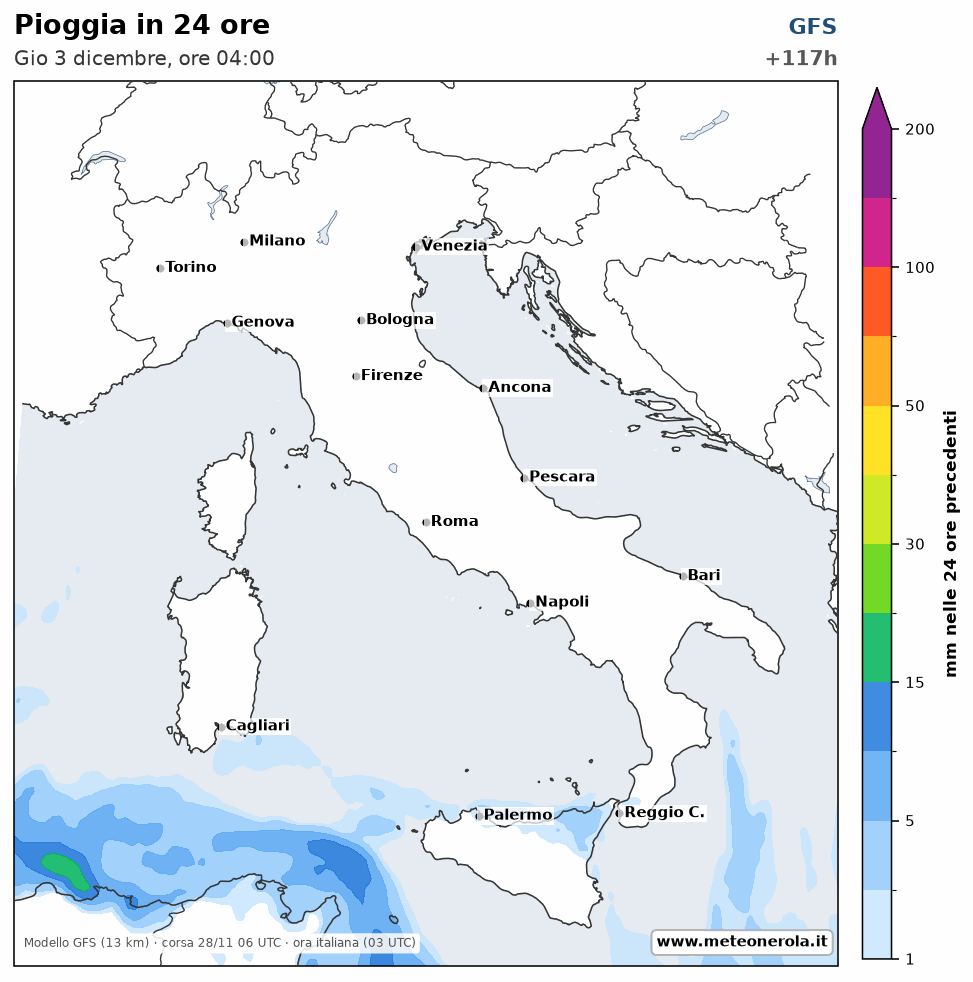 Pioggia in 24 ore
GFS
Gio 3 dicembre, ore 04:00
+117h
200
100
50
30
15
5
1
mm nelle 24 ore precedenti
Milano
Venezia
Torino
Genova
Bologna
Firenze
Ancona
Pescara
Roma
Bari
Napoli
Cagliari
Palermo
Reggio C.
Modello GFS (13 km) · corsa 28/11 06 UTC · ora italiana (03 UTC)
www.meteonerola.it